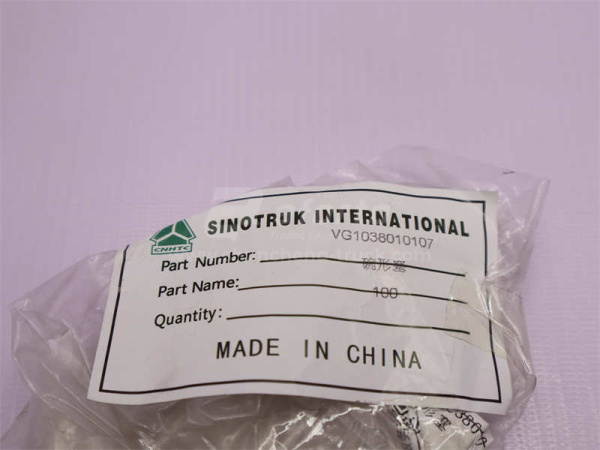 SINOTRUK INTERNATIONAL
CNHTC
VG1038010107
Part Number:
碗形塞
Part Name:
100
Quantity:
MADE IN CHINA